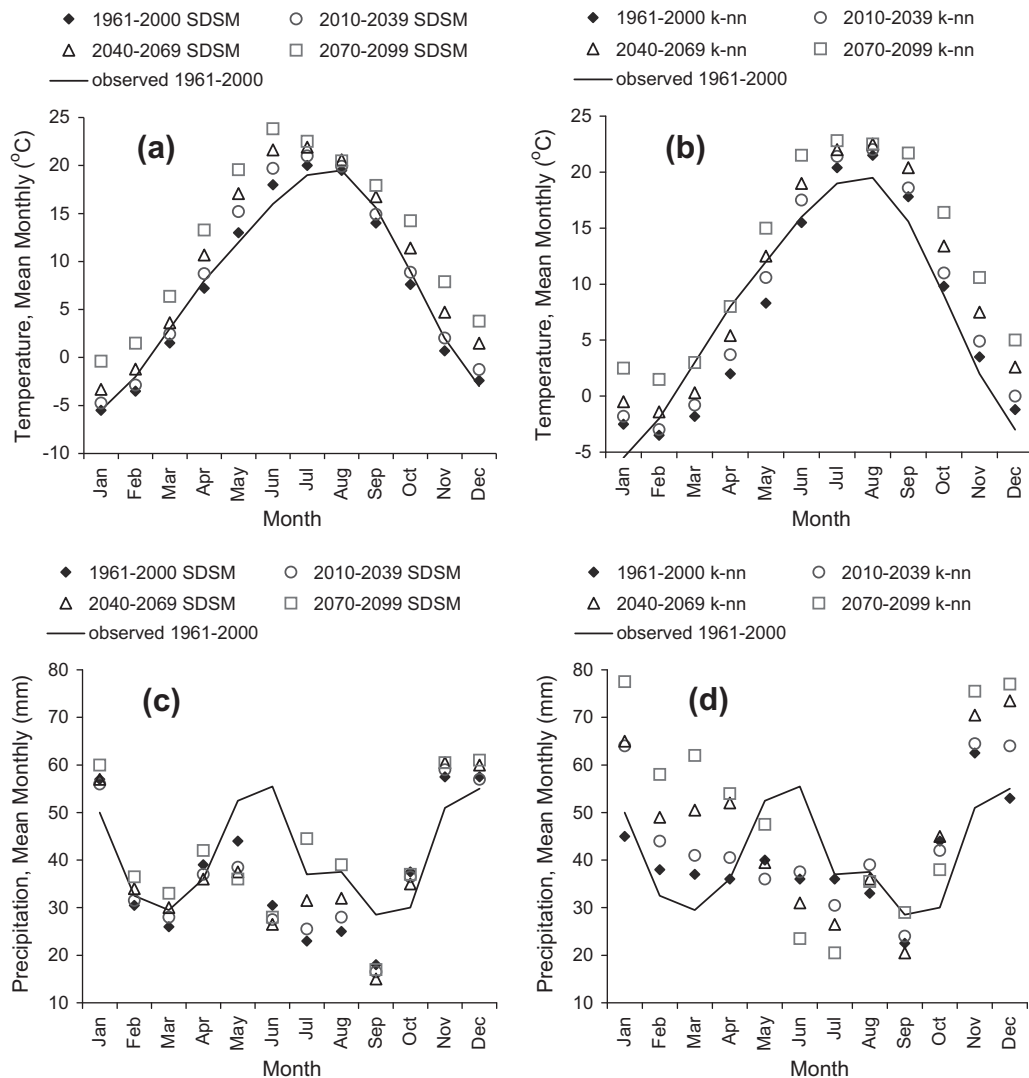 1961-2000 SDSM 2010-2039 SDSM
2040-2069 SDSM 2070-2099 SDSM
observed 1961-2000
(a)
Temperature, Mean Monthly (°C)
25
20
15
10
5
0
-5
-10
Jan Feb Mar Apr May Jun Jul Aug Sep Oct Nov Dec
Month
1961-2000 k-nn 2010-2039 k-nn
2040-2069 k-nn 2070-2099 k-nn
observed 1961-2000
(b)
Temperature, Mean Monthly (°C)
25
20
15
10
5
0
-5
Jan Feb Mar Apr May Jun Jul Aug Sep Oct Nov Dec
Month
1961-2000 SDSM 2010-2039 SDSM
2040-2069 SDSM 2070-2099 SDSM
observed 1961-2000
(c)
Precipitation, Mean Monthly (mm)
80
70
60
50
40
30
20
10
Jan Feb Mar Apr May Jun Jul Aug Sep Oct Nov Dec
Month
1961-2000 k-nn 2010-2039 k-nn
2040-2069 k-nn 2070-2099 k-nn
observed 1961-2000
(d)
Precipitation, Mean Monthly (mm)
80
70
60
50
40
30
20
10
Jan Feb Mar Apr May Jun Jul Aug Sep Oct Nov Dec
Month